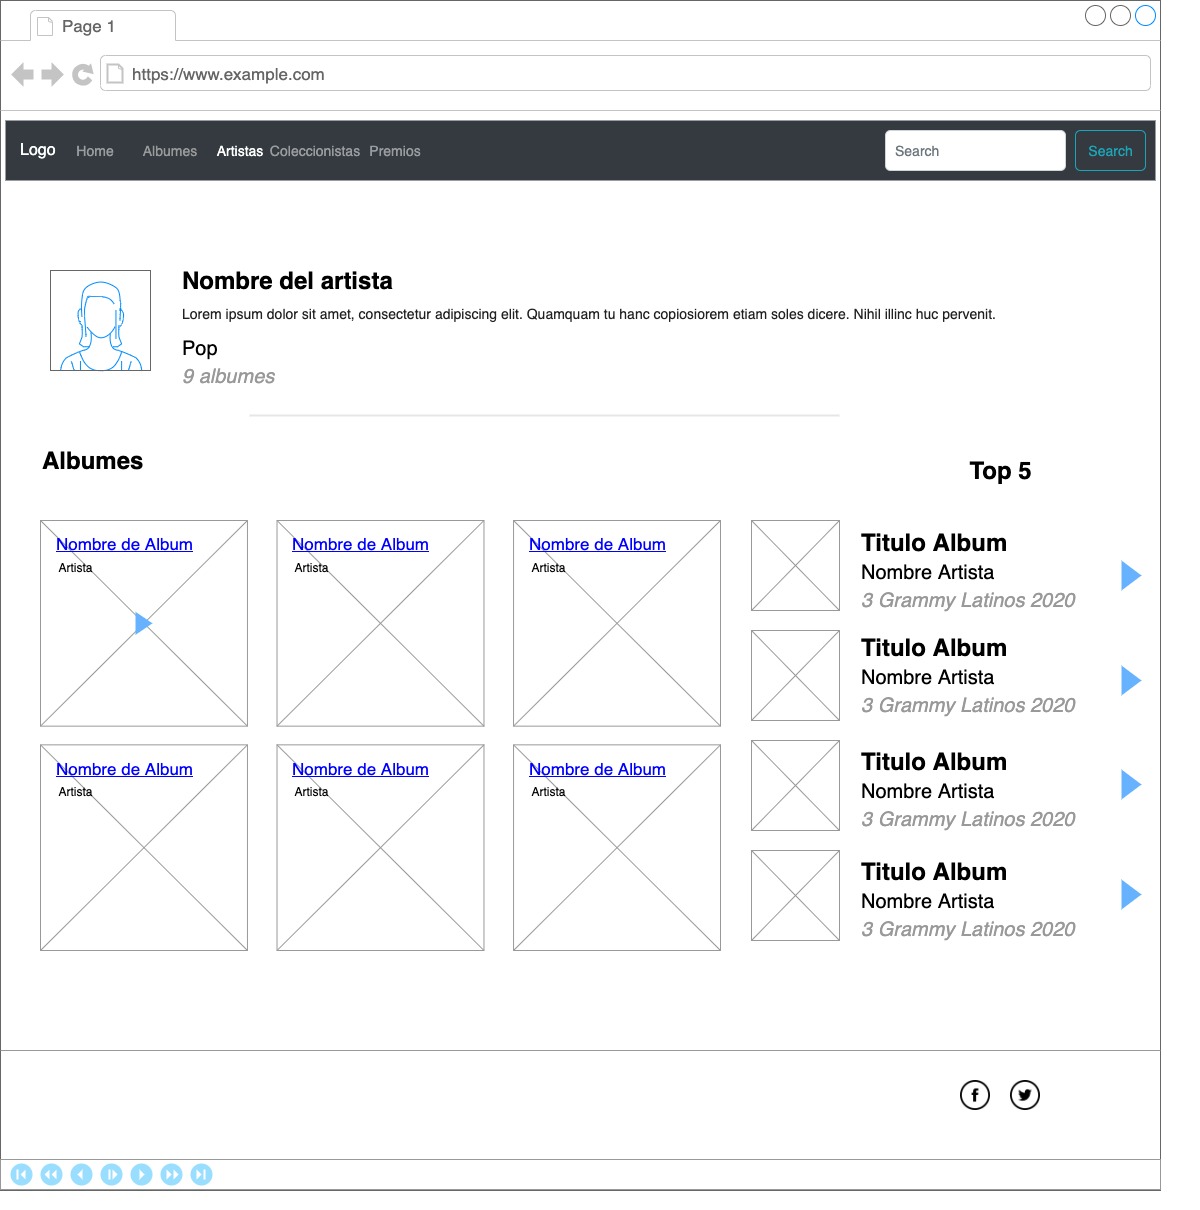 Page 1
https://www.example.com
Logo Home Albumes Artistas Coleccionistas Premios Search Search
Nombre del artista
Lorem ipsum dolor sit amet, consectetur adipiscing elit. Quamquam tu hanc copiosiorem etiam soles dicere. Nihil illinc huc pervenit.
Pop
9 albumes
Albumes
Nombre de Album
Artista
Nombre de Album
Artista
Nombre de Album
Artista
Nombre de Album
Artista
Nombre de Album
Artista
Nombre de Album
Artista
Top 5
Titulo Album
Nombre Artista
3 Grammy Latinos 2020
Titulo Album
Nombre Artista
3 Grammy Latinos 2020
Titulo Album
Nombre Artista
3 Grammy Latinos 2020
Titulo Album
Nombre Artista
3 Grammy Latinos 2020